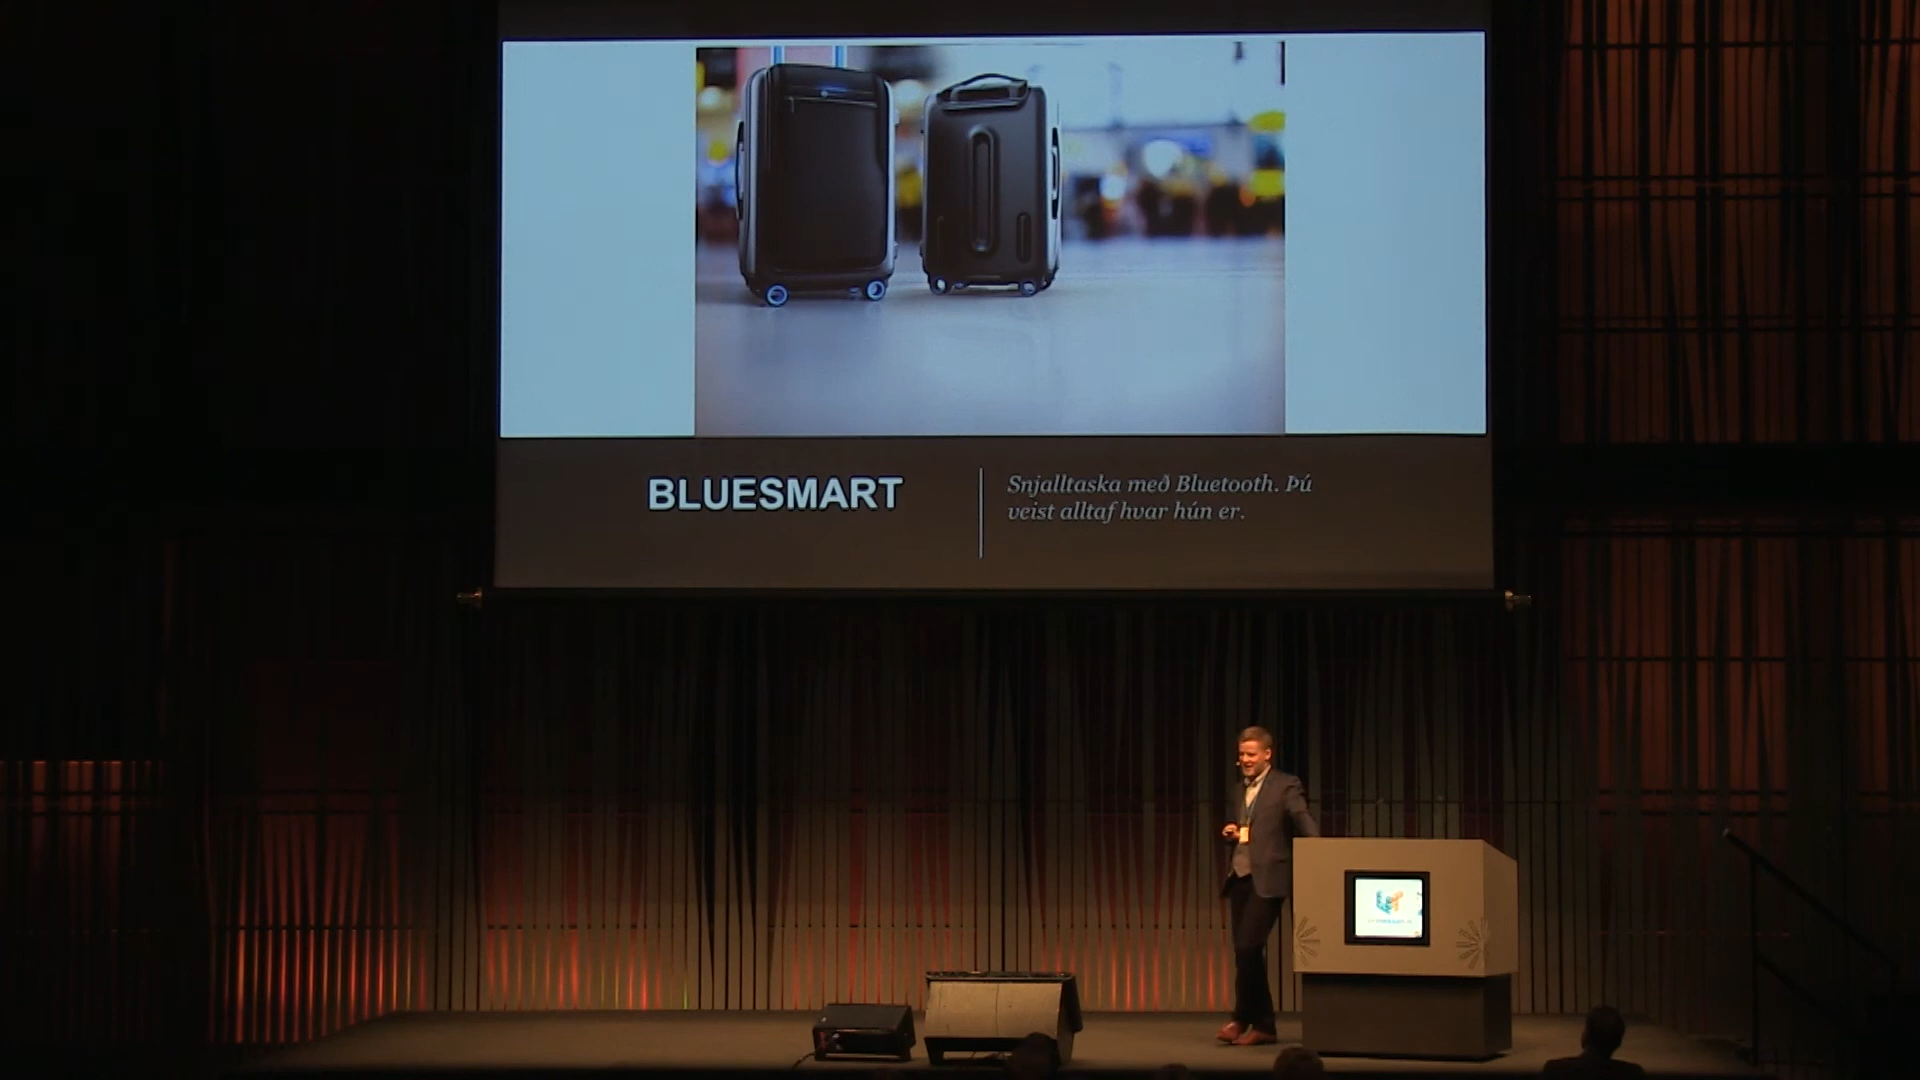 BLUESMART
Snjalltaska með Bluetooth. Þú
veist alltaf hvar hún er.